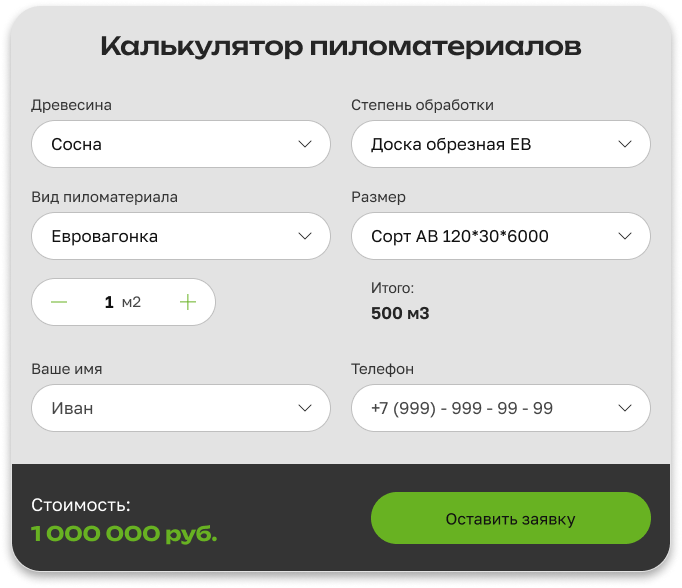 Калькулятор пиломатериалов
Древесина
Степень обработки
Сосна
Доска обрезная ЕВ
Вид пиломатериала
Размер
Евровагонка
Сорт АВ 120*30*6000
1 м2
Итого:
500 м3
Ваше имя
Телефон
Иван
+7 (999) - 999 - 99 - 99
Стоимость:
1 000 000 руб.
Оставить заявку